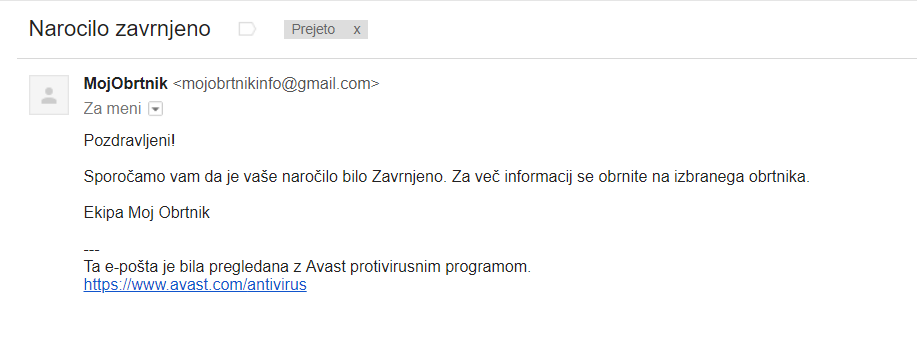 Narocilo zavrnjeno Prejeto x
MojObrtnik <mojobrtnikinfo@gmail.com>
Za meni
Pozdravljeni!
Sporočamo vam da je vaše naročilo bilo Zavrnjeno. Za več informacij se obrnite na izbranega obrtnika.
Ekipa Moj Obrtnik
---
Ta e-pošta je bila pregledana z Avast protivirusnim programom.
https://www.avast.com/antivirus